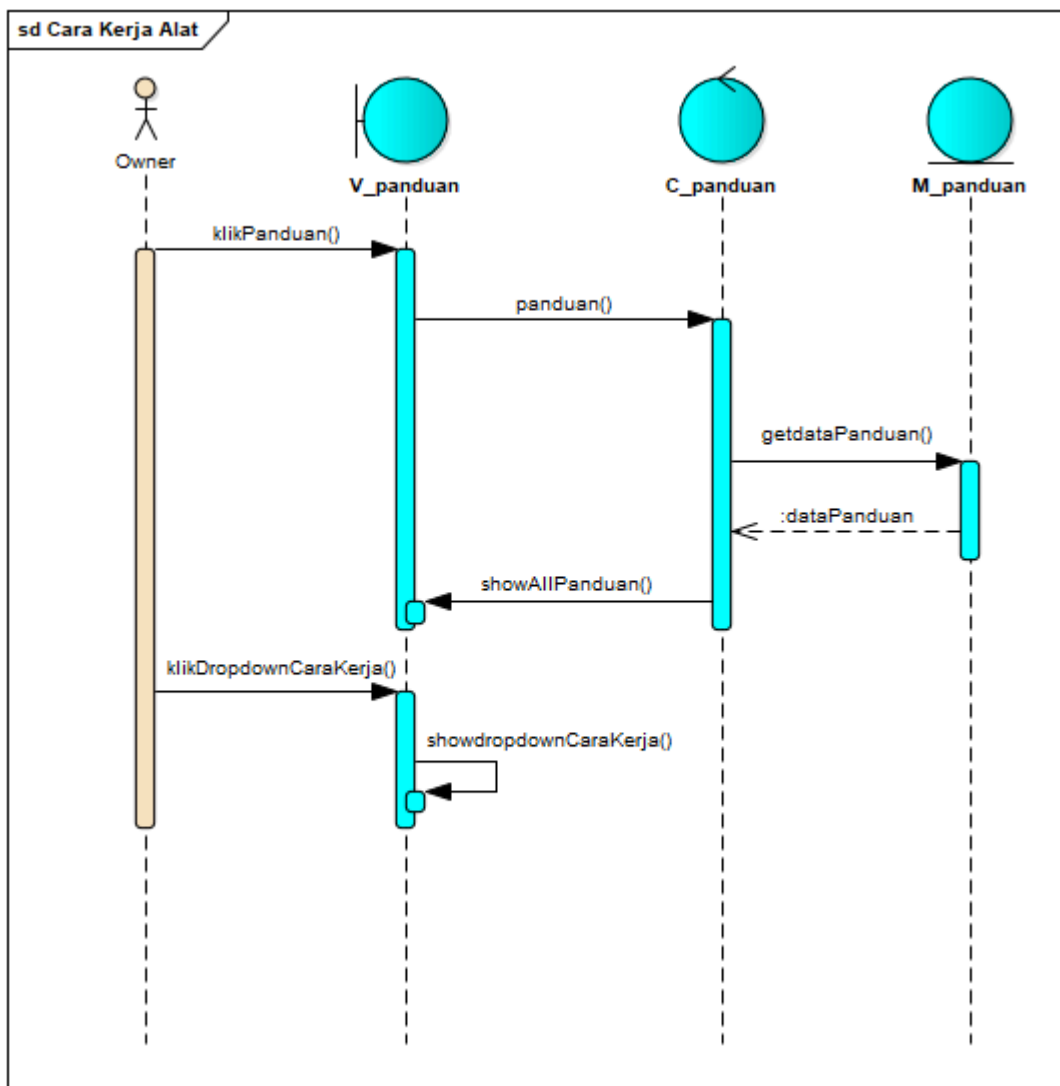 sd Cara Kerja Alat
Owner
V_panduan
C_panduan
M_panduan
klikPanduan()
panduan()
getdataPanduan()
:dataPanduan
showAllPanduan()
klikDropdownCaraKerja()
showdropdownCaraKerja()